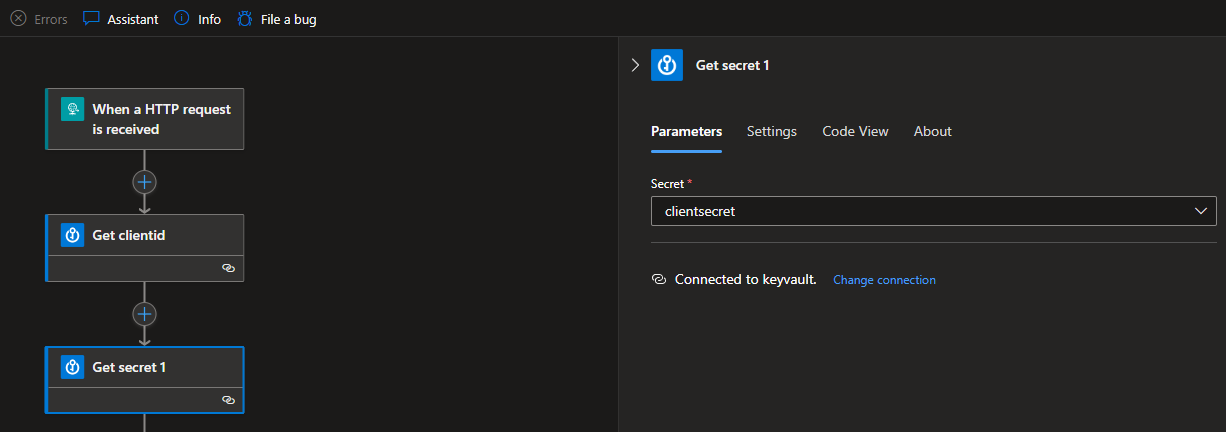 Errors
Assistant
Info
File a bug
When a HTTP request
is received
Get clientid
Get secret 1
Get secret 1
Parameters
Settings
Code View
About
Secret *
clientsecret
Connected to keyvault.
Change connection